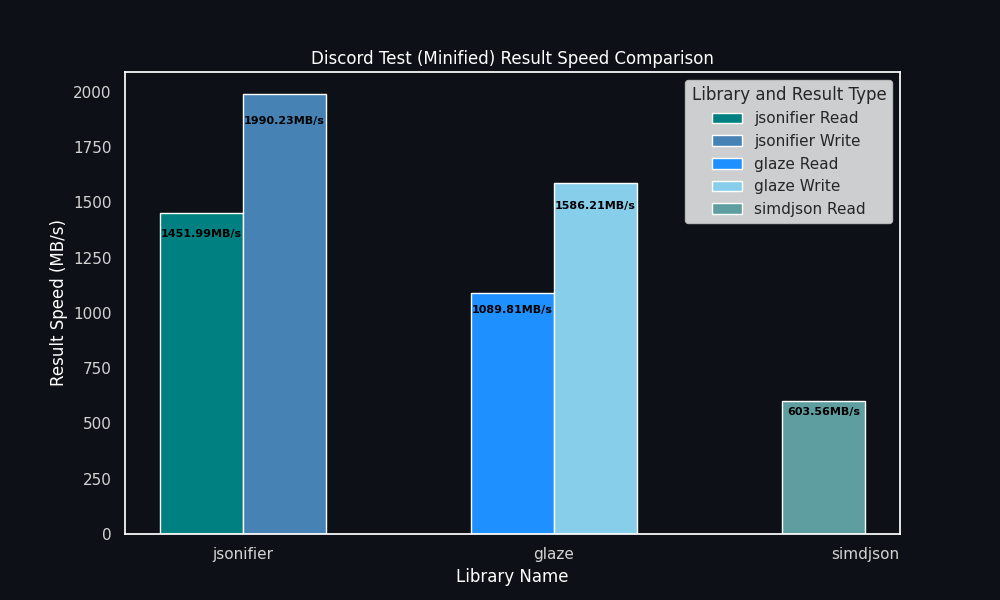 Discord Test (Minified) Result Speed Comparison
Result Speed (MB/s)
2000
1750
1500
1250
1000
750
500
250
0
1451.99MB/s
1990.23MB/s
1089.81MB/s
1586.21MB/s
603.56MB/s
Library and Result Type
jsonifier Read
jsonifier Write
glaze Read
glaze Write
simdjson Read
jsonifier
glaze
simdjson
Library Name